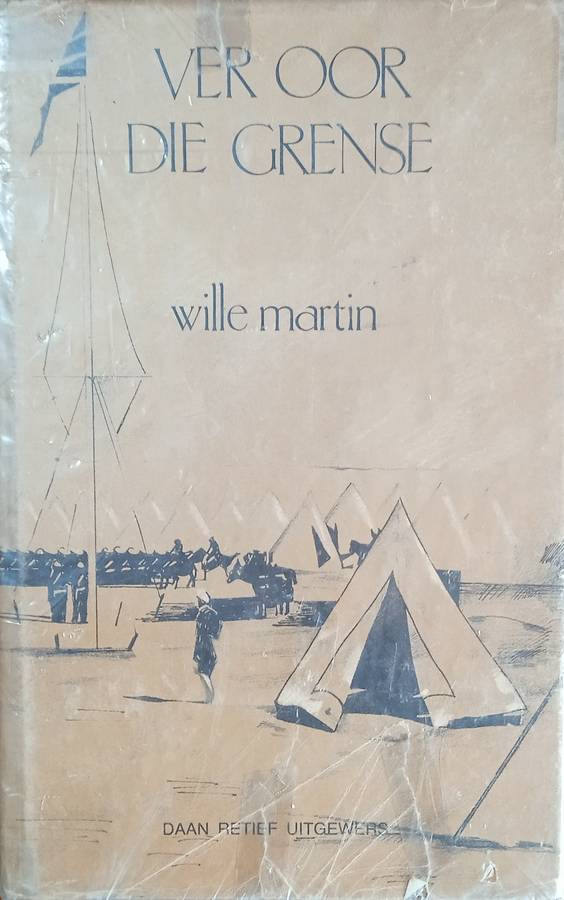 VER OOR
DIE GRENSE
wille martin
DAAN RETIEF UITGEWERS